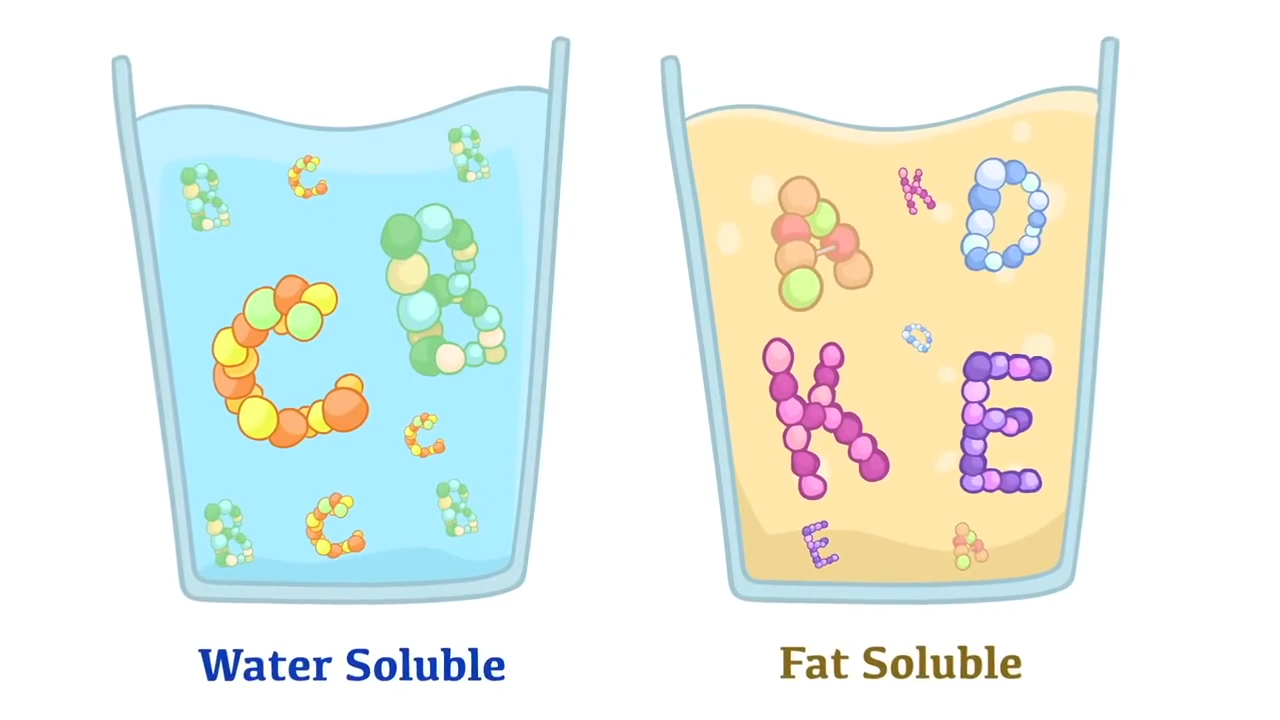 B C B
B
C
C
B C B
K D
A
D
K E
E A
Water Soluble Fat Soluble